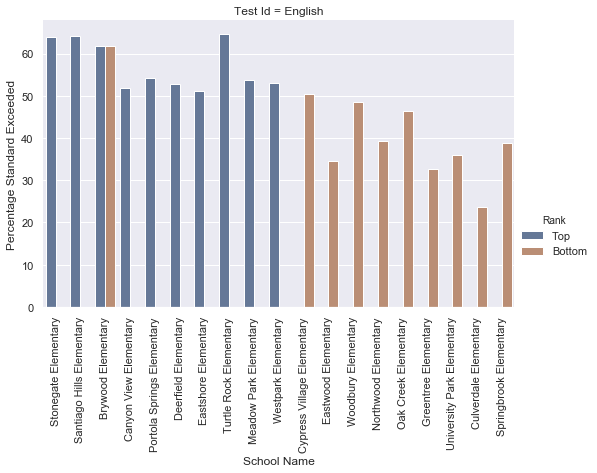 Test Id = English
Percentage Standard Exceeded
60
50
40
30
20
10
0
Stonegate Elementary
Santiago Hills Elementary
Brywood Elementary
Canyon View Elementary
Portola Springs Elementary
Deerfield Elementary
Eastshore Elementary
Turtle Rock Elementary
Meadow Park Elementary
Westpark Elementary
Cypress Village Elementary
Eastwood Elementary
Woodbury Elementary
Northwood Elementary
Oak Creek Elementary
Greentree Elementary
University Park Elementary
Culverdale Elementary
Springbrook Elementary
School Name
Rank
Top
Bottom